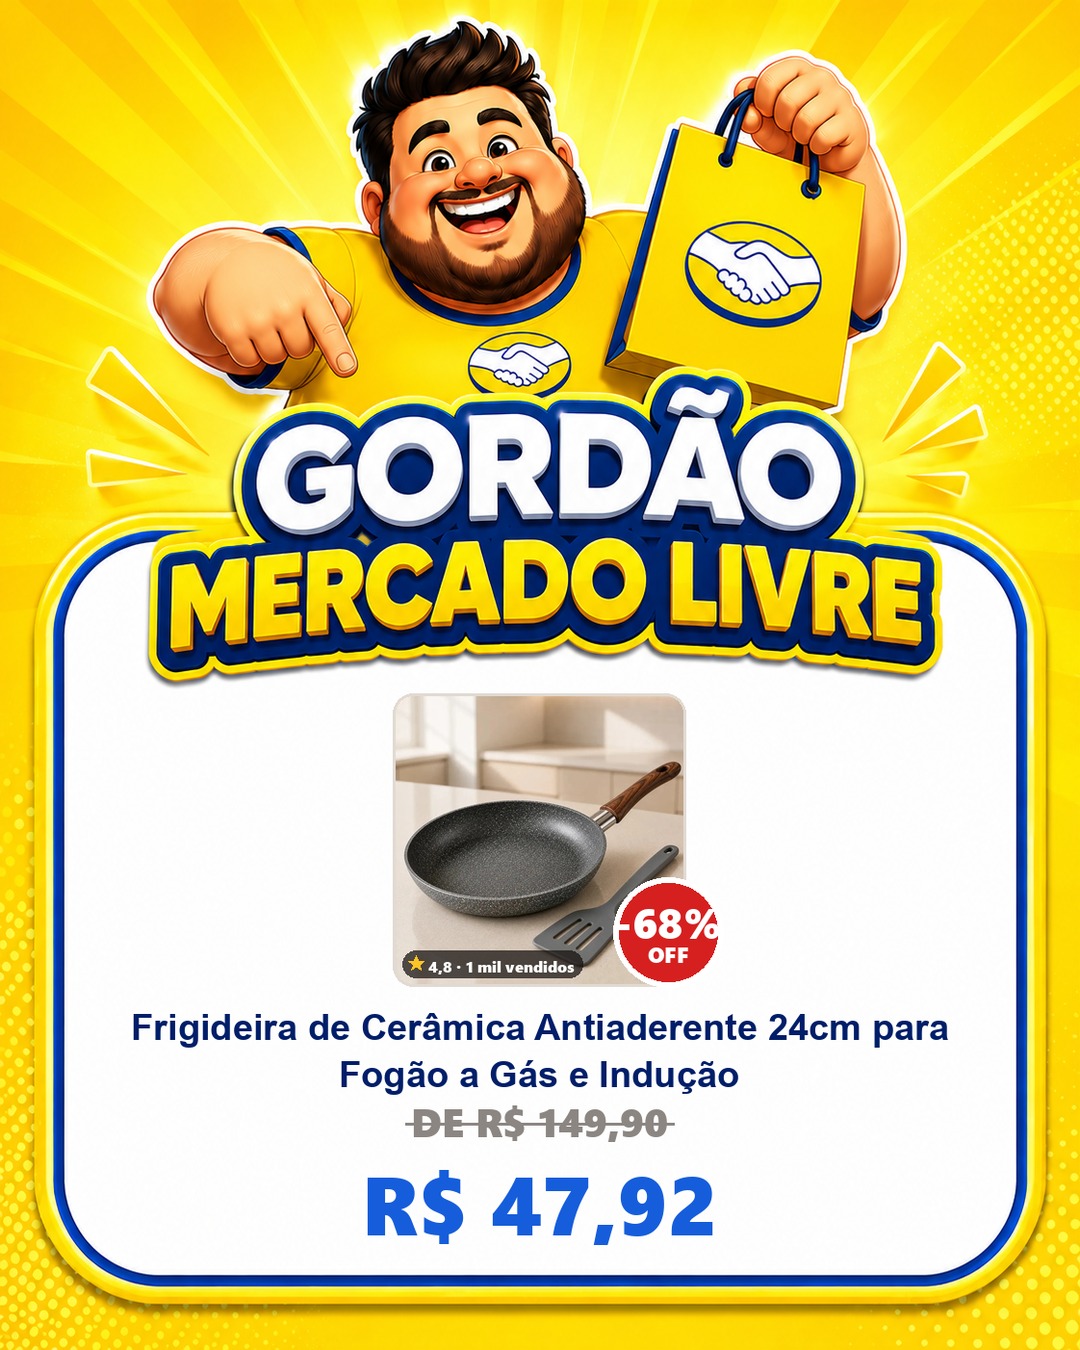 GORDÃO
MERCADO LIVRE
-68%
OFF
4,8 · 1 mil vendidos
Frigideira de Cerâmica Antiaderente 24cm para
Fogão a Gás e Indução
DE R$ 149,90
R$ 47,92